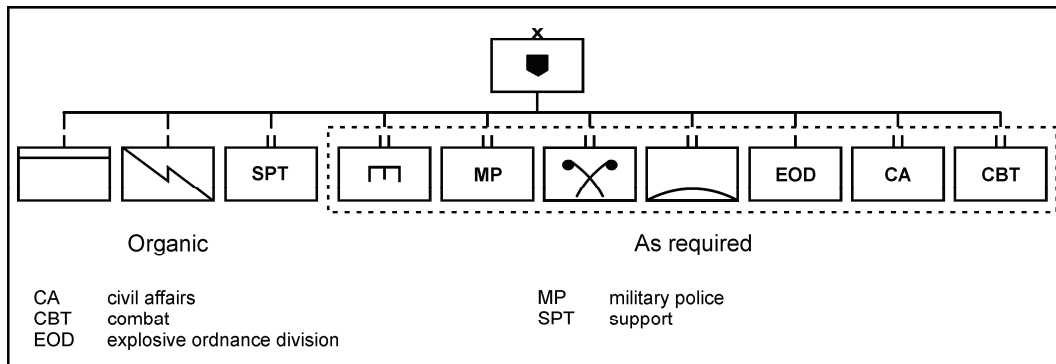 x
SPT
MP
EOD
CA
CBT
Organic
As required
CA civil affairs
CBT combat
EOD explosive ordnance division
MP military police
SPT support